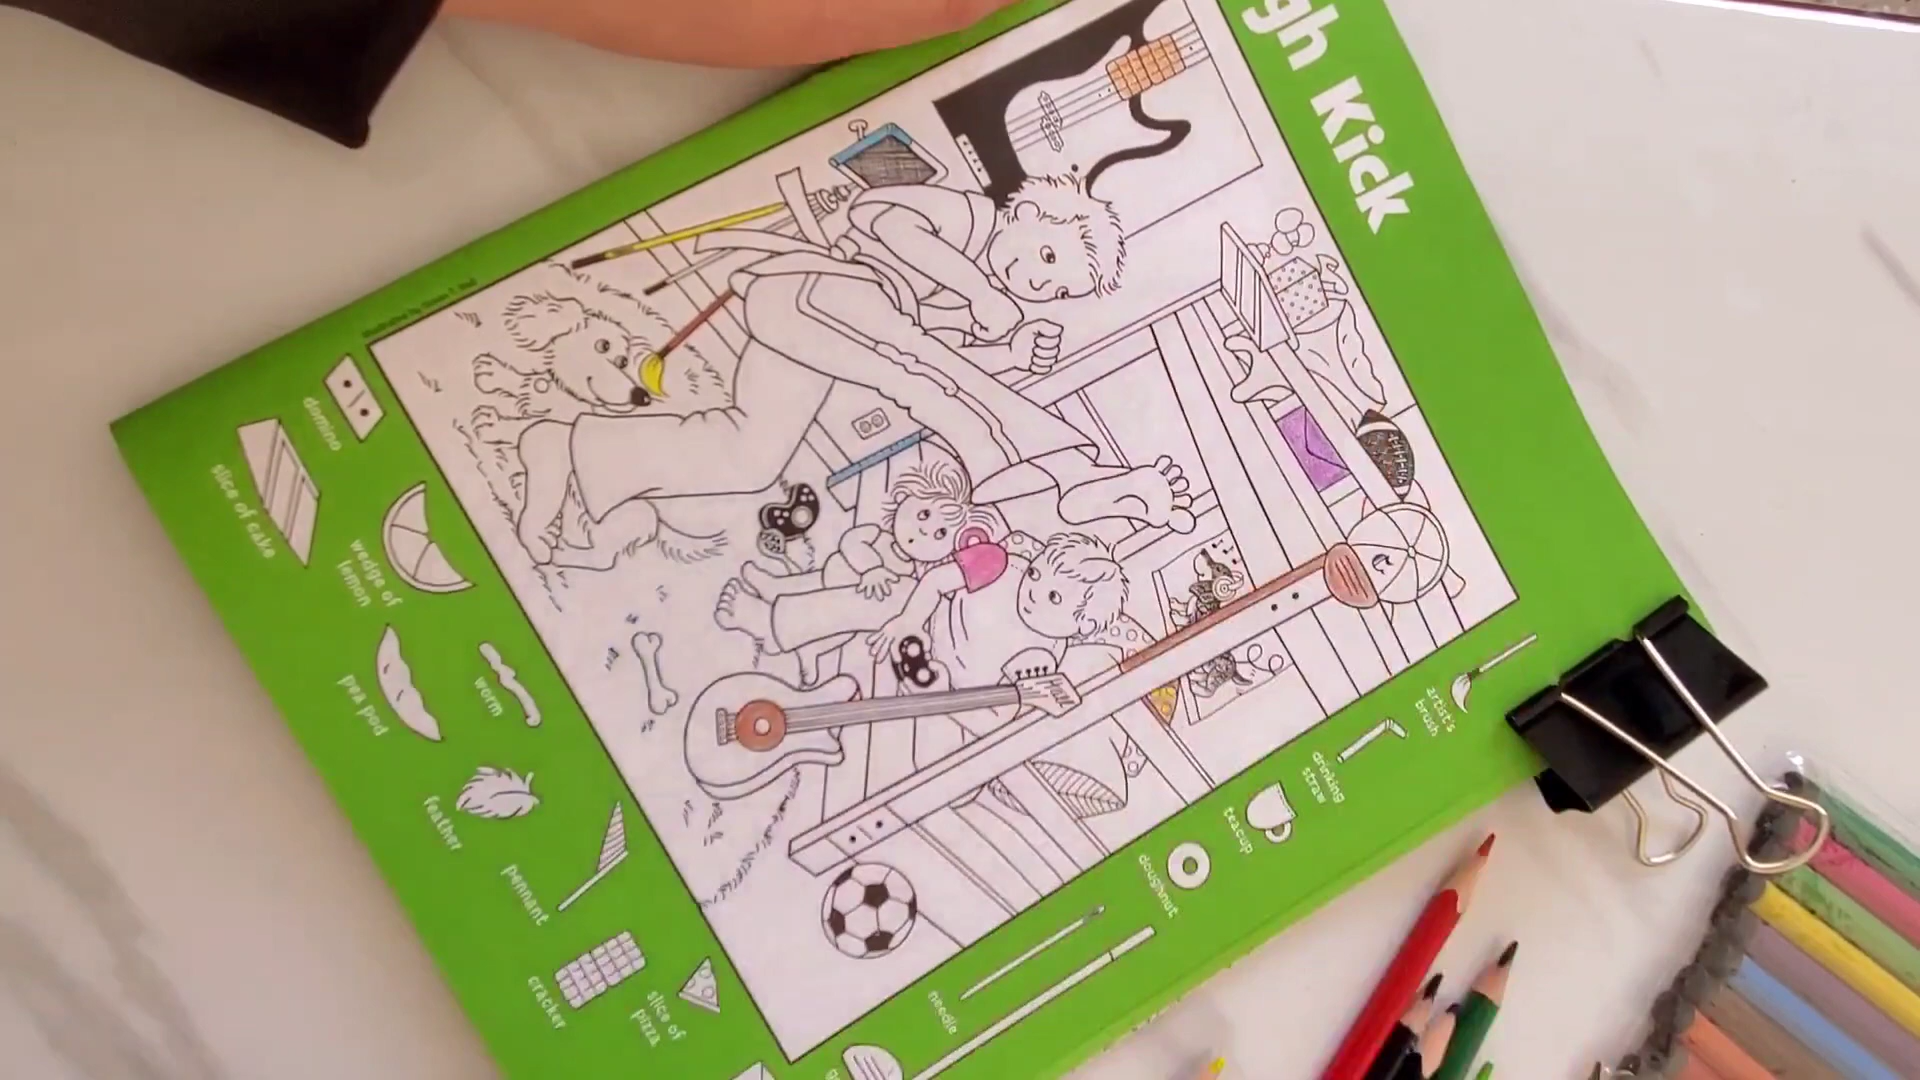 gh Kick
domino
slice of cake
wedge of
lemon
pea pod
worm
feather
pennant
cracker
slice of
pizza
needle
doughnut
teacup
drinking
straw
artist's
brush